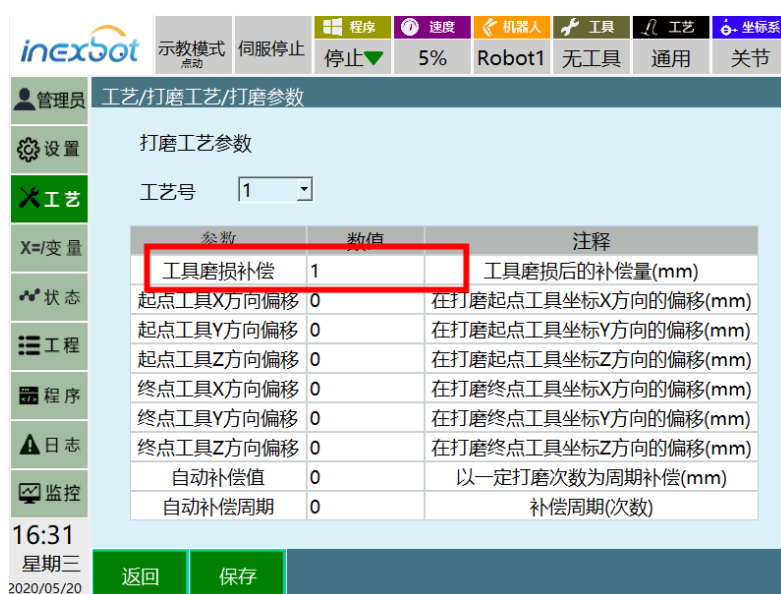 inexbot 示教模式 点动 伺服停止 程序 停止 速度 5% 机器人 Robot1 工具 无工具 工艺 通用 坐标系 关节
管理员 工艺/打磨工艺/打磨参数
设置
工艺
X=/变量
状态
工程
程序
日志
监控
16:31
星期三
2020/05/20
打磨工艺参数
工艺号 1
参数 数值 注释
工具磨损补偿 1 工具磨损后的补偿量(mm)
起点工具X方向偏移 0 在打磨起点工具坐标X方向的偏移(mm)
起点工具Y方向偏移 0 在打磨起点工具坐标Y方向的偏移(mm)
起点工具Z方向偏移 0 在打磨起点工具坐标Z方向的偏移(mm)
终点工具X方向偏移 0 在打磨终点工具坐标X方向的偏移(mm)
终点工具Y方向偏移 0 在打磨终点工具坐标Y方向的偏移(mm)
终点工具Z方向偏移 0 在打磨终点工具坐标Z方向的偏移(mm)
自动补偿值 0 以一定打磨次数为周期补偿(mm)
自动补偿周期 0 补偿周期(次数)
返回 保存